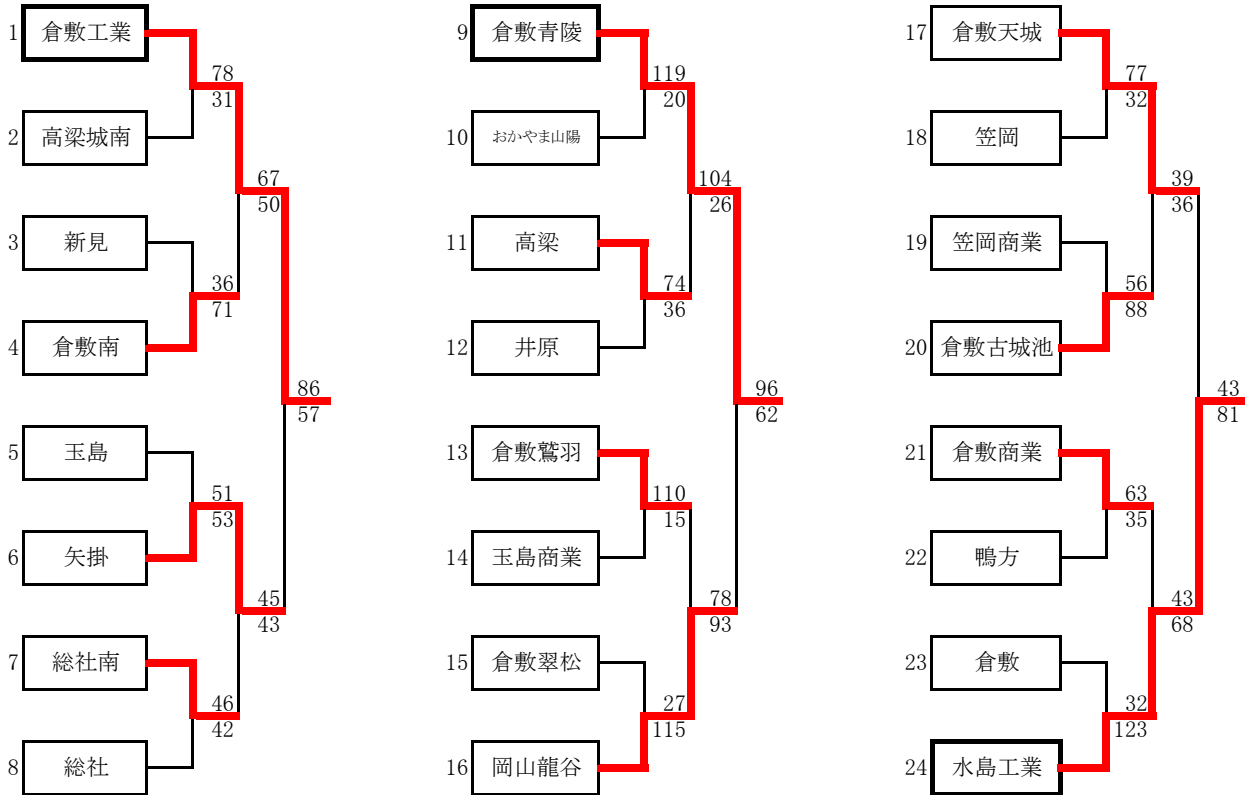 1 倉敷工業
78
31
2 高梁城南
67
50
3 新見
36
71
4 倉敷南
86
57
5 玉島
51
53
6 矢掛
45
43
7 総社南
46
42
8 総社
9 倉敷青陵
119
20
10 おかやま山陽
104
26
11 高梁
74
36
12 井原
96
62
13 倉敷鷲羽
110
15
14 玉島商業
78
93
15 倉敷翠松
27
115
16 岡山龍谷
17 倉敷天城
77
32
18 笠岡
39
36
19 笠岡商業
56
88
20 倉敷古城池
43
81
21 倉敷商業
63
35
22 鴨方
43
68
23 倉敷
32
123
24 水島工業